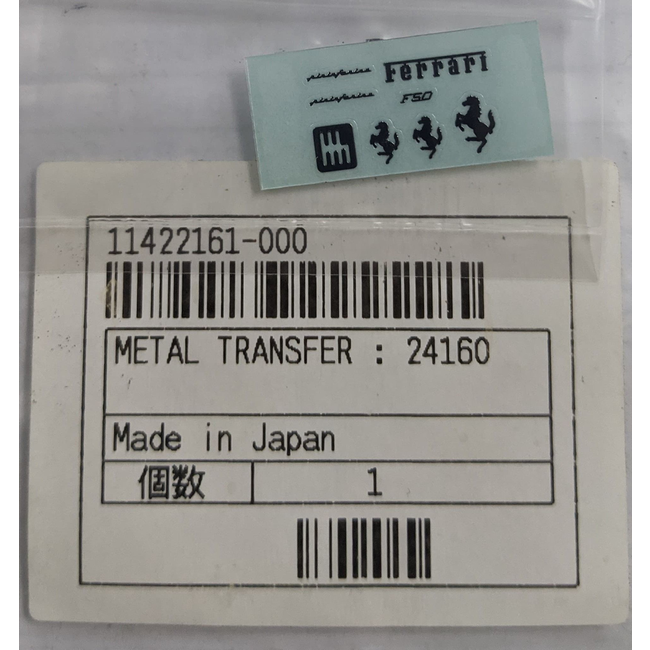 pininfarina Ferrari
pininfarina F50
11422161-000
METAL TRANSFER : 24160
Made in Japan
個数 1